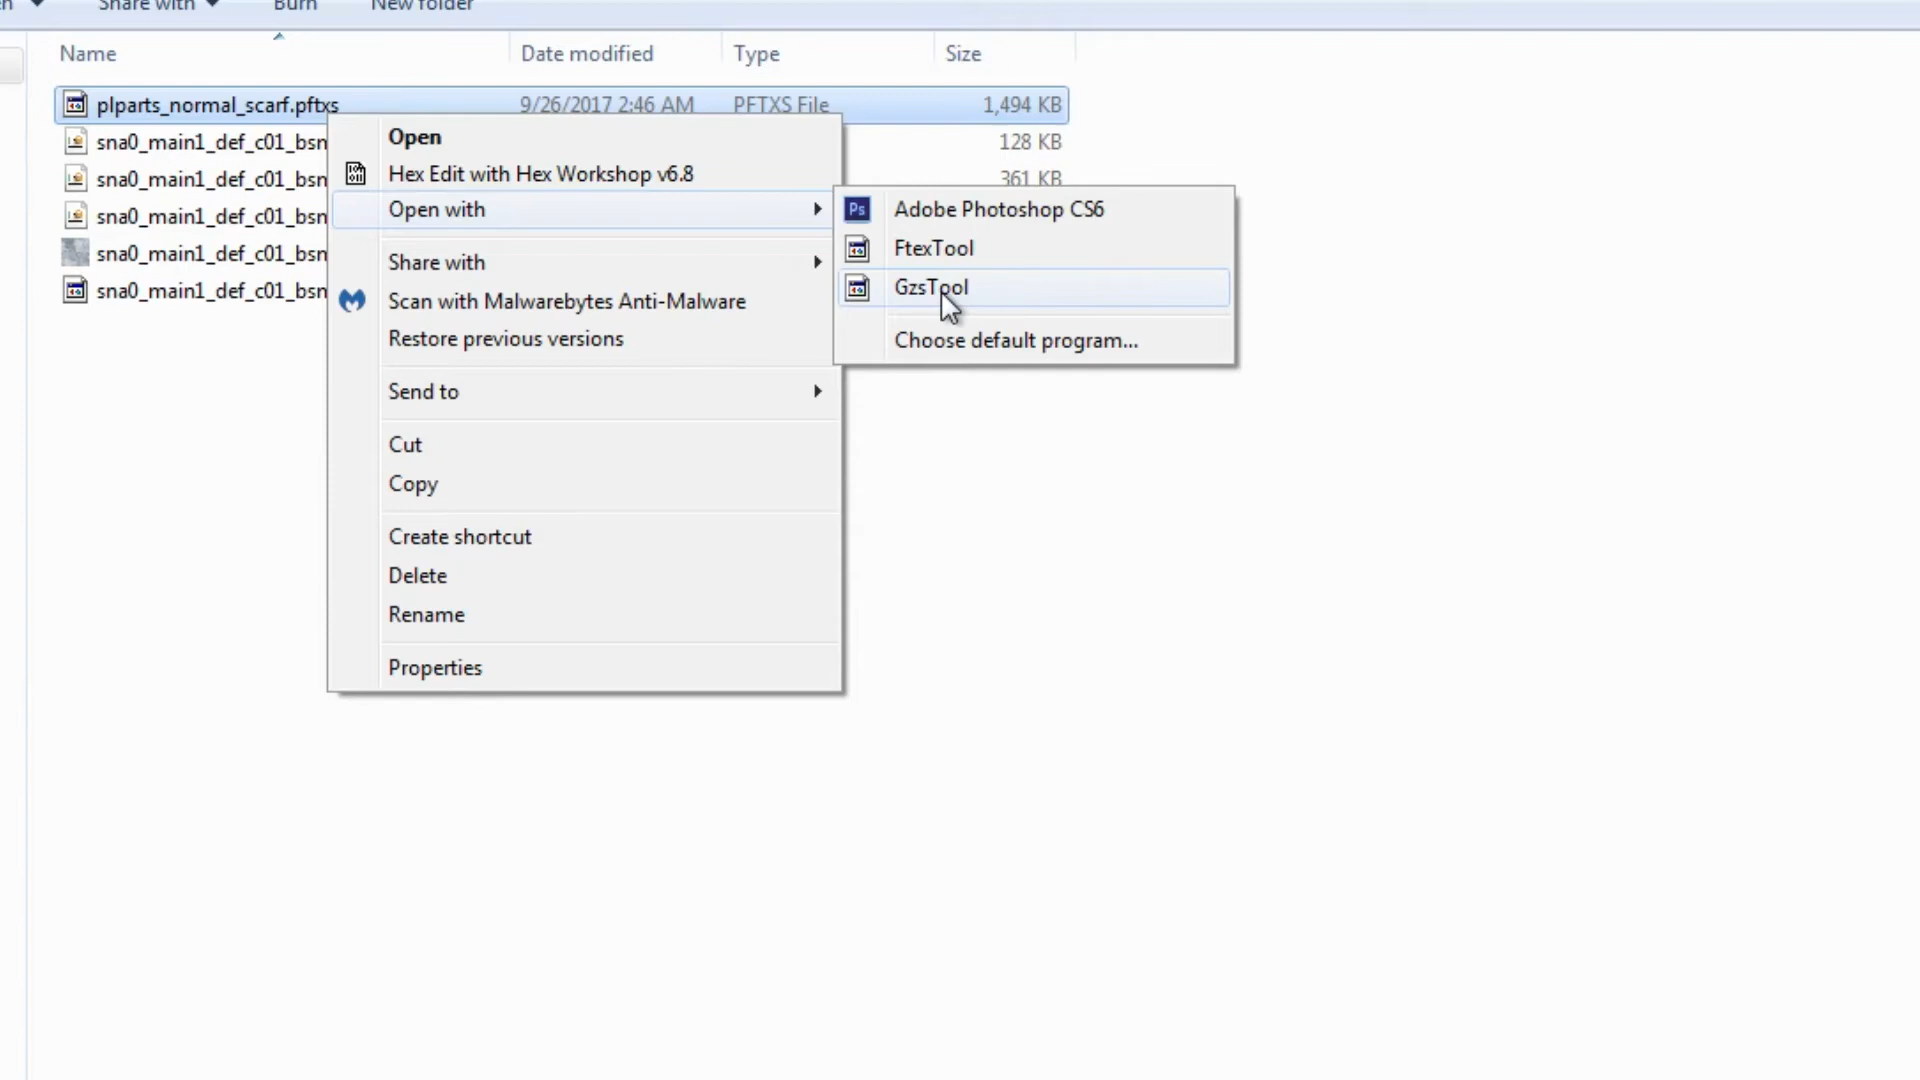 Share with Burn New folder
Name Date modified Type Size
plparts_normal_scarf.pftxs 9/26/2017 2:46 AM PFTXS File 1,494 KB
sna0_main1_def_c01_bsn 128 KB
sna0_main1_def_c01_bsn 361 KB
sna0_main1_def_c01_bsn
sna0_main1_def_c01_bsn
sna0_main1_def_c01_bsn
Open
Hex Edit with Hex Workshop v6.8
Open with
Share with
Scan with Malwarebytes Anti-Malware
Restore previous versions
Send to
Cut
Copy
Create shortcut
Delete
Rename
Properties
Ps Adobe Photoshop CS6
FtexTool
GzsTool
Choose default program...